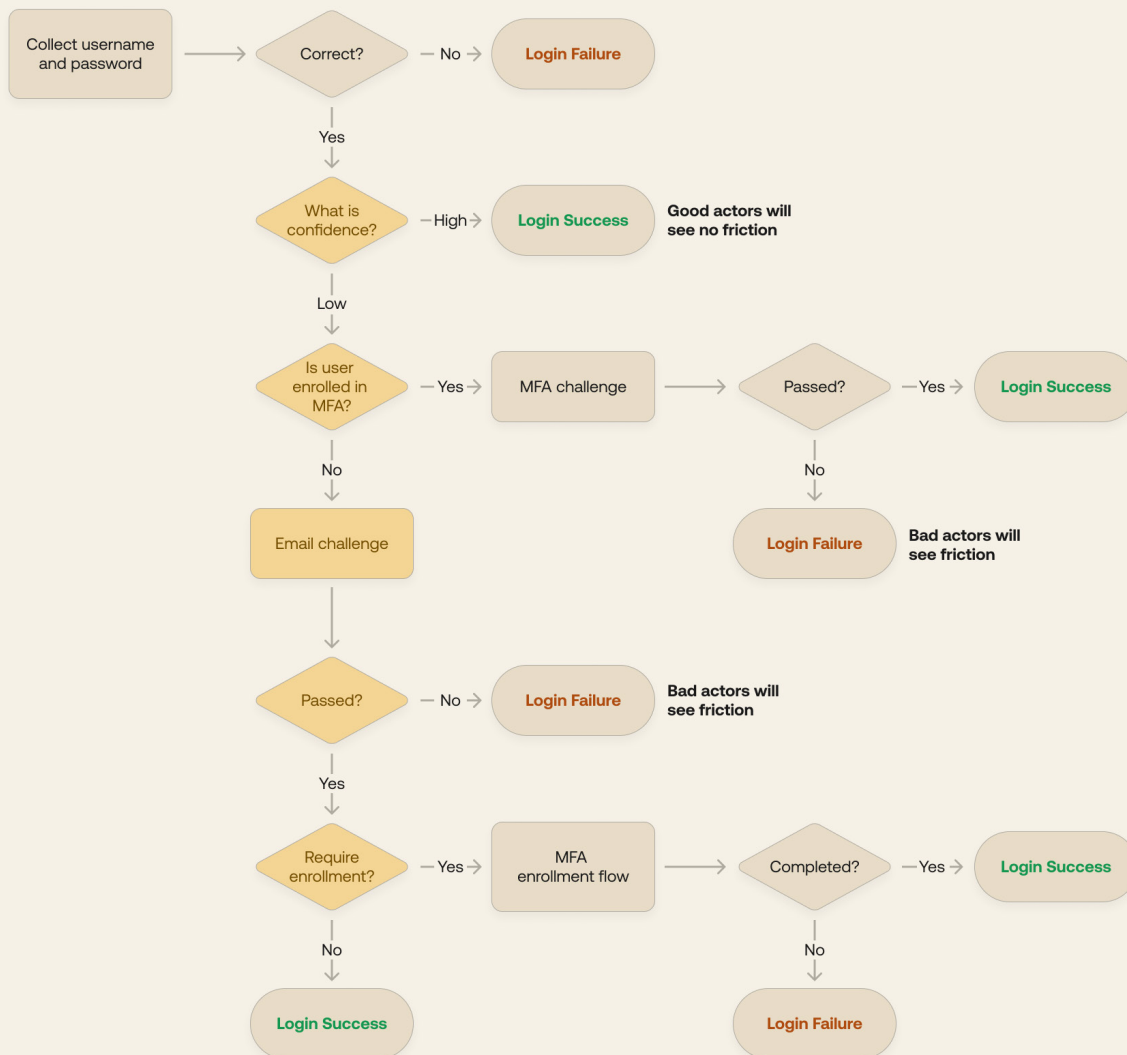 Collect username
and password
Correct?
No
Login Failure
Yes
What is
confidence?
High
Login Success
Good actors will
see no friction
Low
Is user
enrolled in
MFA?
Yes
MFA challenge
Passed?
Yes
Login Success
No
No
Email challenge
Login Failure
Bad actors will
see friction
Passed?
No
Login Failure
Bad actors will
see friction
Yes
Require
enrollment?
Yes
MFA
enrollment flow
Completed?
Yes
Login Success
No
No
Login Success
Login Failure